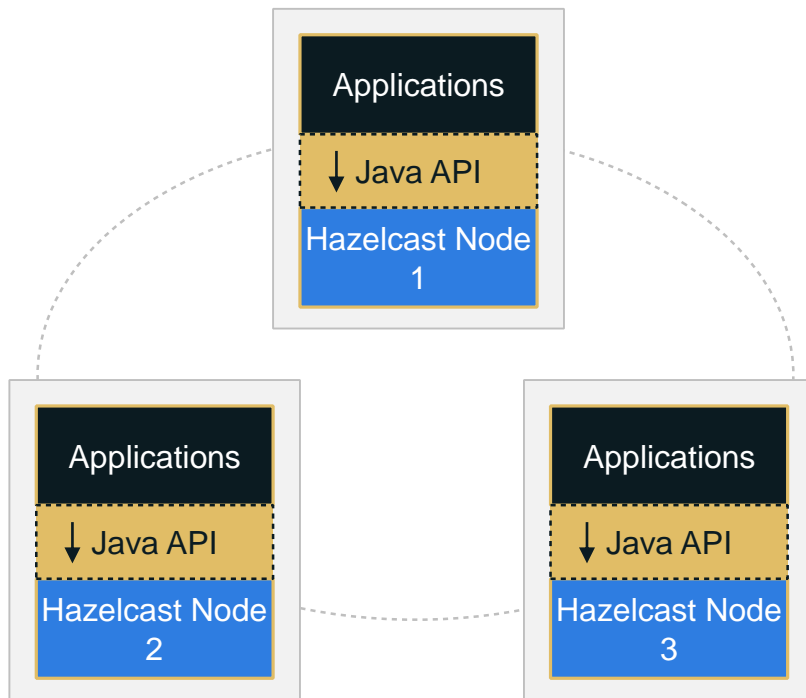 Applications
Java API
Hazelcast Node
1
Applications
Java API
Hazelcast Node
2
Applications
Java API
Hazelcast Node
3